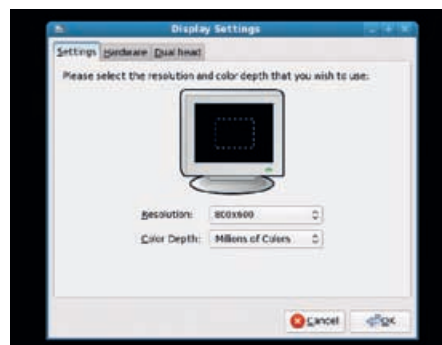 Display Settings
Settings Hardware Dual head
Please select the resolution and color depth that you wish to use:
Resolution: 800x600
Color Depth: Millions of Colors
Cancel OK